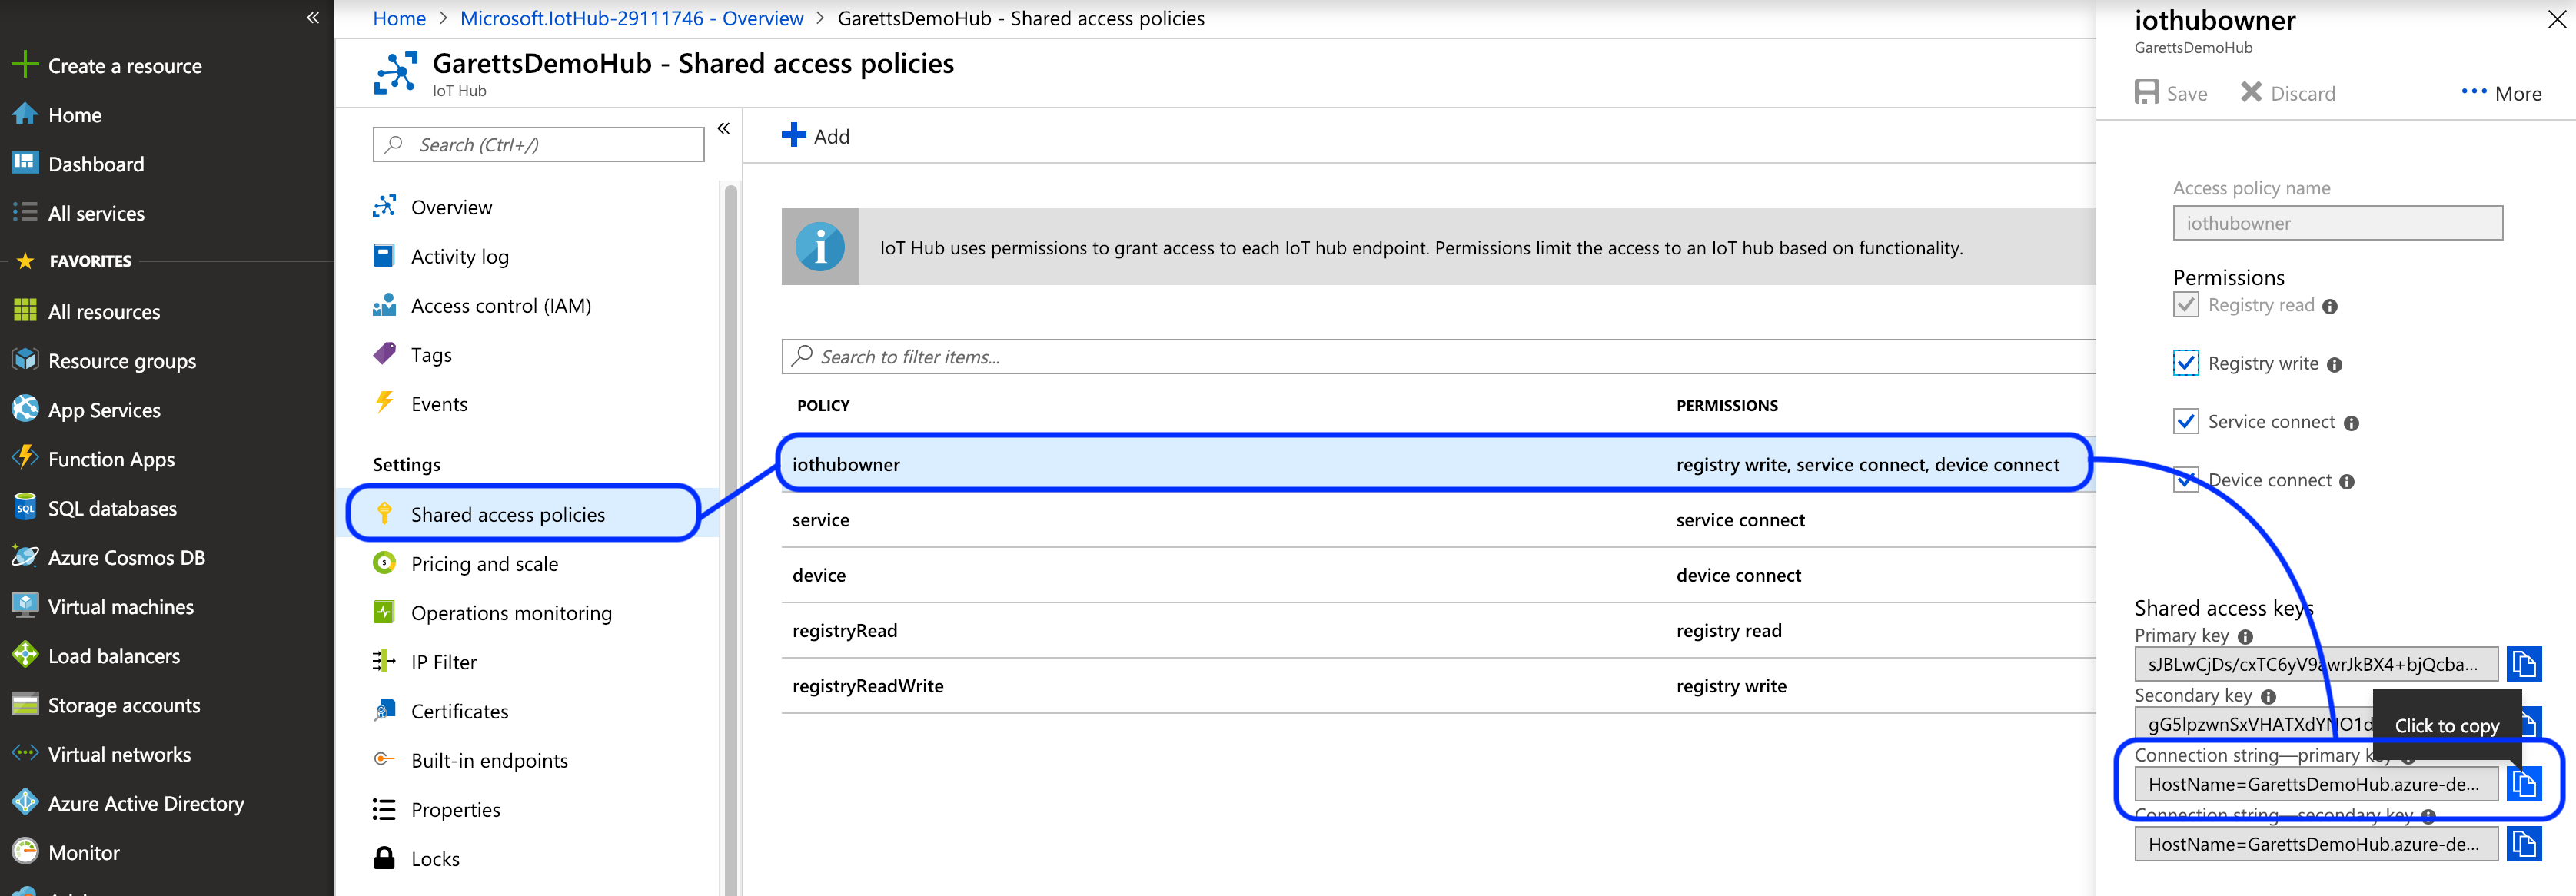 «
Create a resource
Home
Dashboard
All services
FAVORITES
All resources
Resource groups
App Services
Function Apps
SQL databases
Azure Cosmos DB
Virtual machines
Load balancers
Storage accounts
Virtual networks
Azure Active Directory
Monitor
Home > Microsoft.IotHub-29111746 - Overview > GarettsDemoHub - Shared access policies
GarettsDemoHub - Shared access policies
IoT Hub
Search (Ctrl+/)
«
Overview
Activity log
Access control (IAM)
Tags
Events
Settings
Shared access policies
Pricing and scale
Operations monitoring
IP Filter
Certificates
Built-in endpoints
Properties
Locks
Add
IoT Hub uses permissions to grant access to each IoT hub endpoint. Permissions limit the access to an IoT hub based on functionality.
Search to filter items...
POLICY PERMISSIONS
iothubowner registry write, service connect, device connect
service service connect
device device connect
registryRead registry read
registryReadWrite registry write
iothubowner
GarettsDemoHub
Save Discard ... More
Access policy name
iothubowner
Permissions
Registry read
Registry write
Service connect
Device connect
Shared access keys
Primary key
sJBLwCjDs/cxTC6yV9awrJkBX4+bjQcba...
Secondary key
Click to copy
Connection string—primary key
HostName=GarettsDemoHub.azure-de...
Connection string—secondary key
HostName=GarettsDemoHub.azure-de...